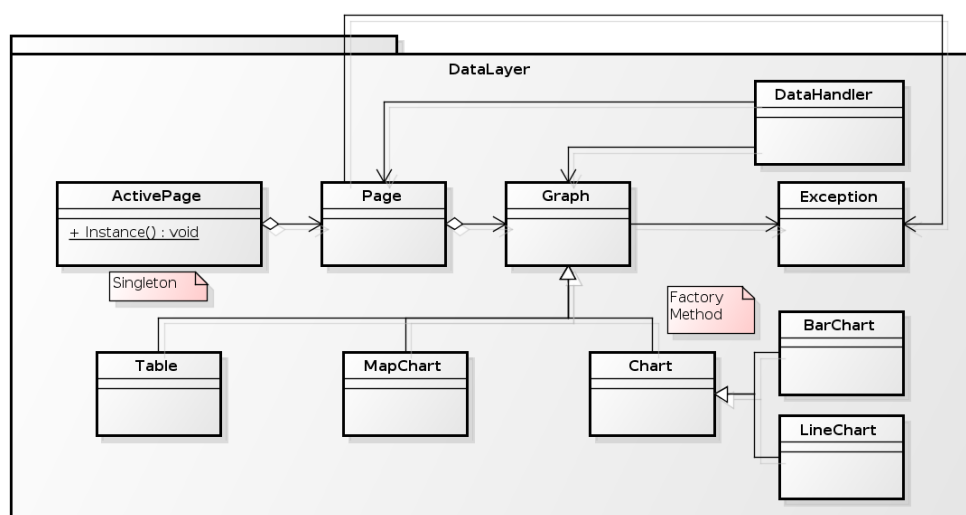 DataLayer
DataHandler
ActivePage
+ Instance() : void
Page
Graph
Exception
Singleton
Factory
Method
BarChart
Table
MapChart
Chart
LineChart